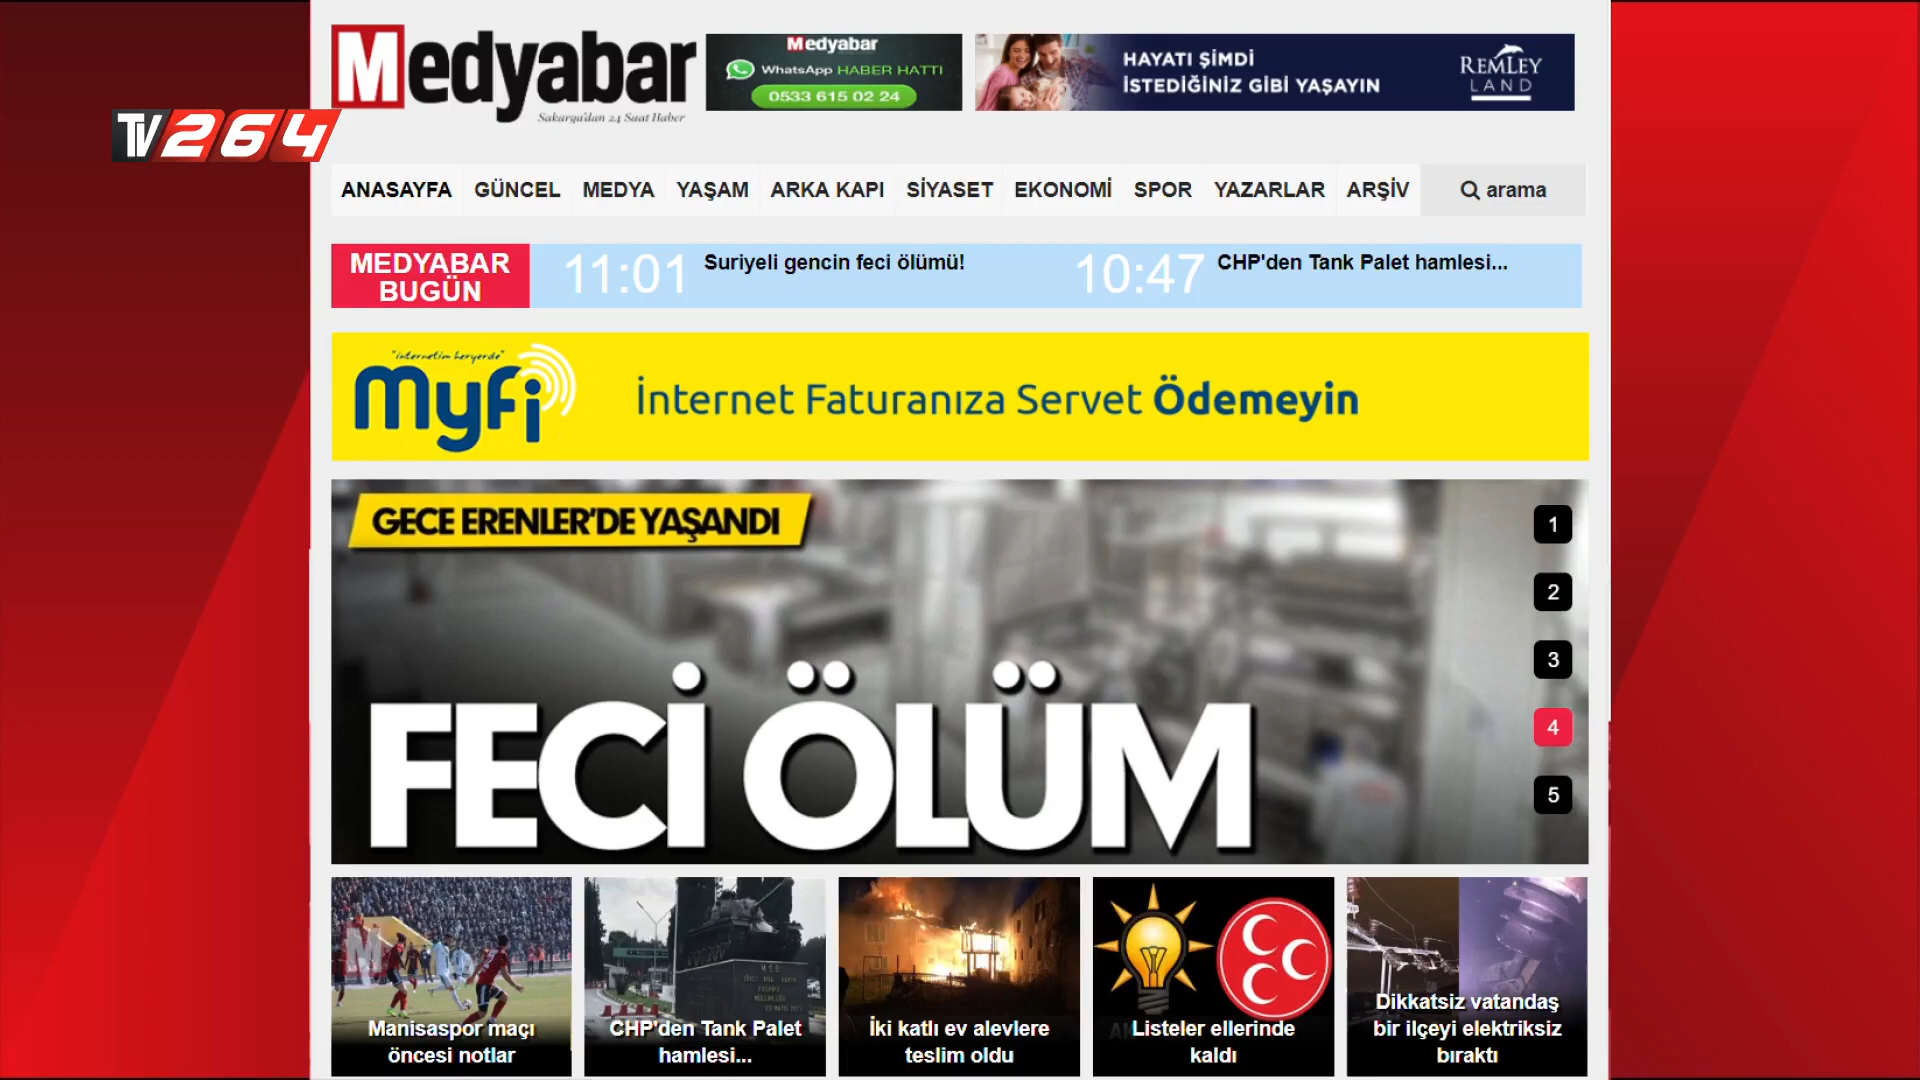 Medyabar
Sakarya'dan 24 Saat Haber
Medyabar
WhatsApp HABER HATTI
0533 615 02 24
HAYATI ŞİMDİ
İSTEDİĞİNİZ GİBİ YAŞAYIN
REMLEY
LAND
TV264
ANASAYFA GÜNCEL MEDYA YAŞAM ARKA KAPI SİYASET EKONOMİ SPOR YAZARLAR ARŞİV arama
MEDYABAR
BUGÜN
11:01 Suriyeli gencin feci ölümü!
10:47 CHP'den Tank Palet hamlesi...
"internetim heryerde"
myfi
İnternet Faturanıza Servet Ödemeyin
GECE ERENLER'DE YAŞANDI
FECİ ÖLÜM
1
2
3
4
5
Manisaspor maçı
öncesi notlar
CHP'den Tank Palet
hamlesi...
İki katlı ev alevlere
teslim oldu
Listeler ellerinde
kaldı
Dikkatsiz vatandaş
bir ilçeyi elektriksiz
bıraktı